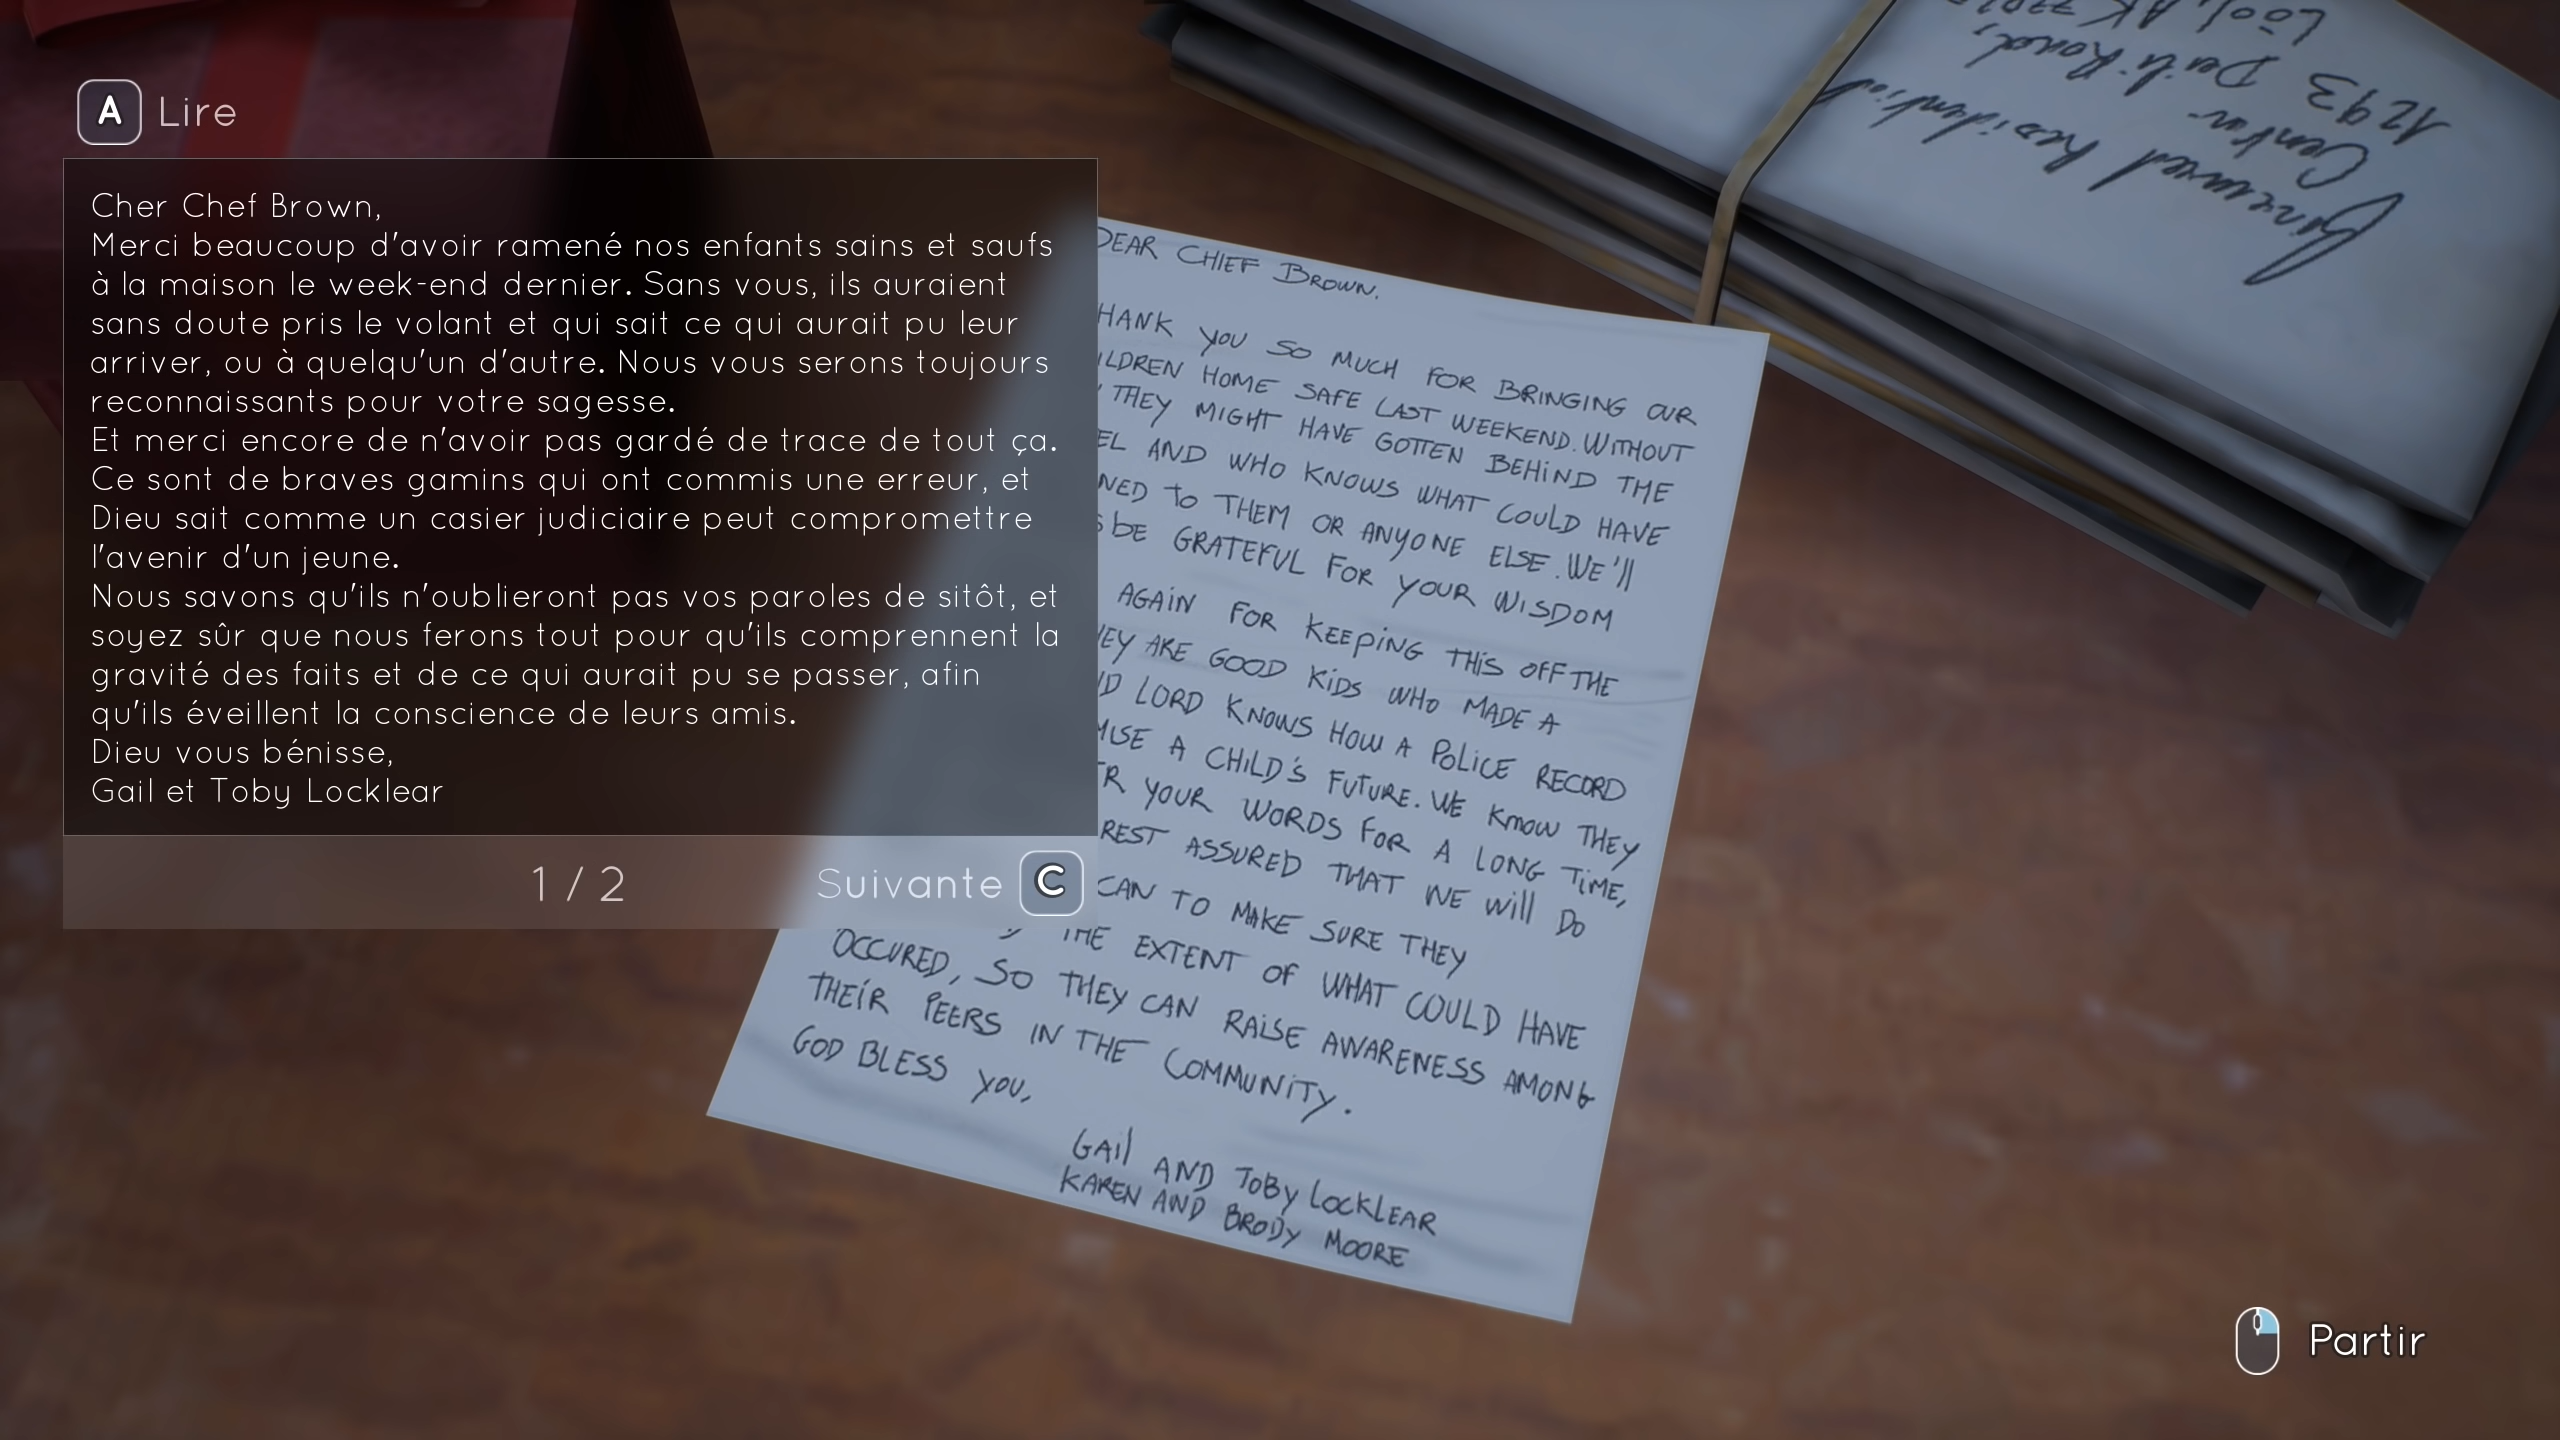 A Lire
Cher Chef Brown,
Merci beaucoup d'avoir ramené nos enfants sains et saufs
à la maison le week-end dernier. Sans vous, ils auraient
sans doute pris le volant et qui sait ce qui aurait pu leur
arriver, ou à quelqu'un d'autre. Nous vous serons toujours
reconnaissants pour votre sagesse.
Et merci encore de n'avoir pas gardé de trace de tout ça.
Ce sont de braves gamins qui ont commis une erreur, et
Dieu sait comme un casier judiciaire peut compromettre
l'avenir d'un jeune.
Nous savons qu'ils n'oublieront pas vos paroles de sitôt, et
soyez sûr que nous ferons tout pour qu'ils comprennent la
gravité des faits et de ce qui aurait pu se passer, afin
qu'ils éveillent la conscience de leurs amis.
Dieu vous bénisse,
Gail et Toby Locklear
1 / 2
Suivante C
DEAR CHIEF BROWN,
HANK YOU SO MUCH FOR BRINGING OUR
ILDREN HOME SAFE LAST WEEKEND. WITHOUT
THEY MIGHT HAVE GOTTEN BEHIND THE
EL AND WHO KNOWS WHAT COULD HAVE
NED TO THEM OR ANYONE ELSE. WE'll
S BE GRATEFUL FOR YOUR WISDOM
AGAIN FOR KEEPING THIS OFF THE
EY ARE GOOD KIDS WHO MADE A
D LORD KNOWS HOW A POLICE RECORD
MISE A CHILD'S FUTURE. WE KNOW THEY
R YOUR WORDS FOR A LONG TIME,
REST ASSURED THAT WE will DO
CAN TO MAKE SURE THEY
THE EXTENT OF WHAT COULD HAVE
OCCURED, SO THEY CAN RAISE AWARENESS AMONG
THEIR PEERS IN THE COMMUNITY.
GOD BLESS YOU,
GAIL AND TOBY LOCKLEAR
KAREN AND BRODY MOORE
Residential
Center
1293
Road,
AK
Partir